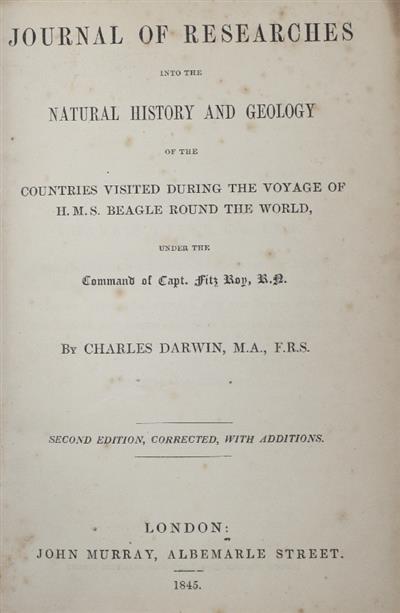 JOURNAL OF RESEARCHES
INTO THE
NATURAL HISTORY AND GEOLOGY
OF THE
COUNTRIES VISITED DURING THE VOYAGE OF
H.M.S. BEAGLE ROUND THE WORLD,
UNDER THE
Command of Capt. Fitz Roy, R.N.
BY CHARLES DARWIN, M.A., F.R.S.
SECOND EDITION, CORRECTED, WITH ADDITIONS.
LONDON:
JOHN MURRAY, ALBEMARLE STREET.
1845.